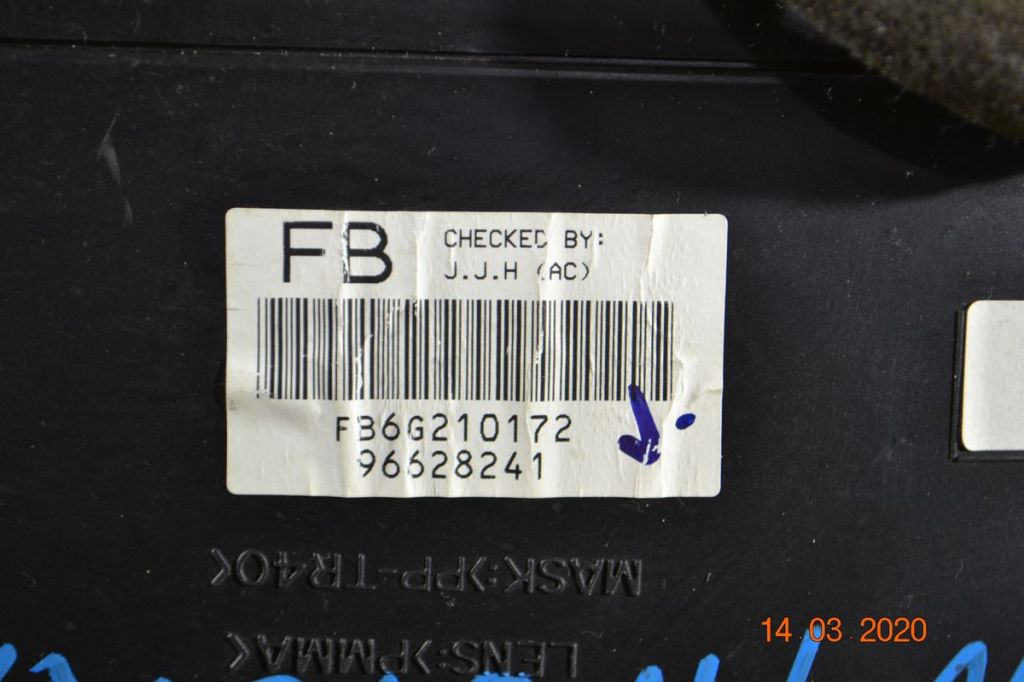 FB
CHECKED BY:
J.J.H (AC)
FB6G210172
96628241
MASK:>PP-TR40<
LENS:>PMMA<
14 03 2020